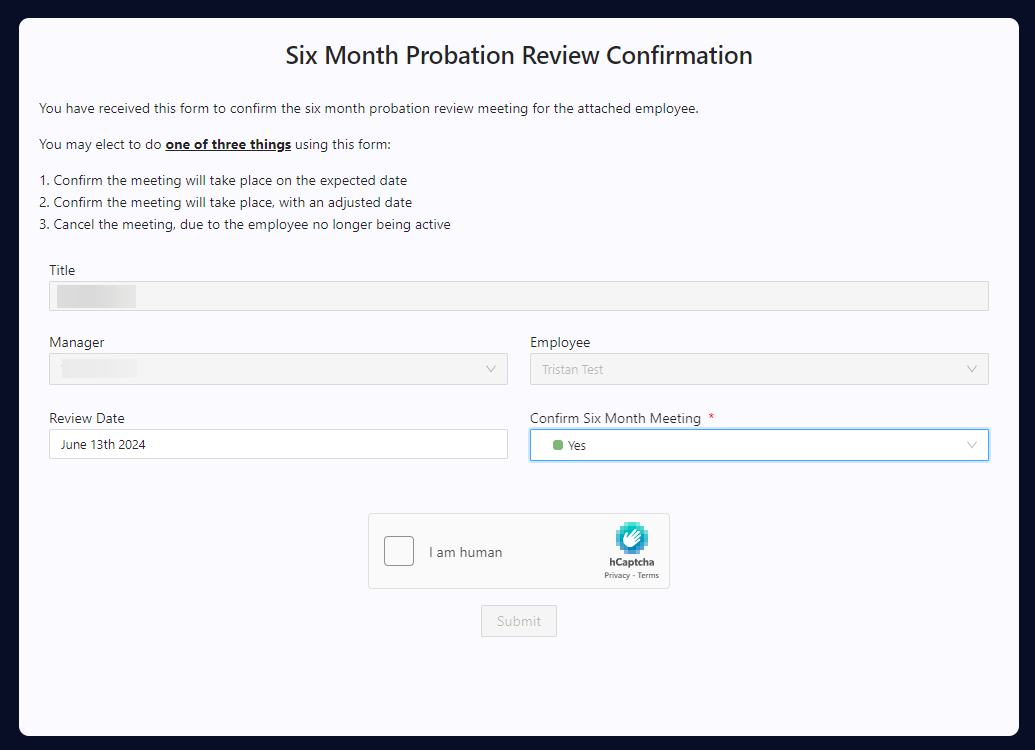 Six Month Probation Review Confirmation
You have received this form to confirm the six month probation review meeting for the attached employee.
You may elect to do one of three things using this form:
1. Confirm the meeting will take place on the expected date
2. Confirm the meeting will take place, with an adjusted date
3. Cancel the meeting, due to the employee no longer being active
Title
Manager Employee
Tristan Test
Review Date Confirm Six Month Meeting *
June 13th 2024 Yes
I am human
hCaptcha
Privacy - Terms
Submit